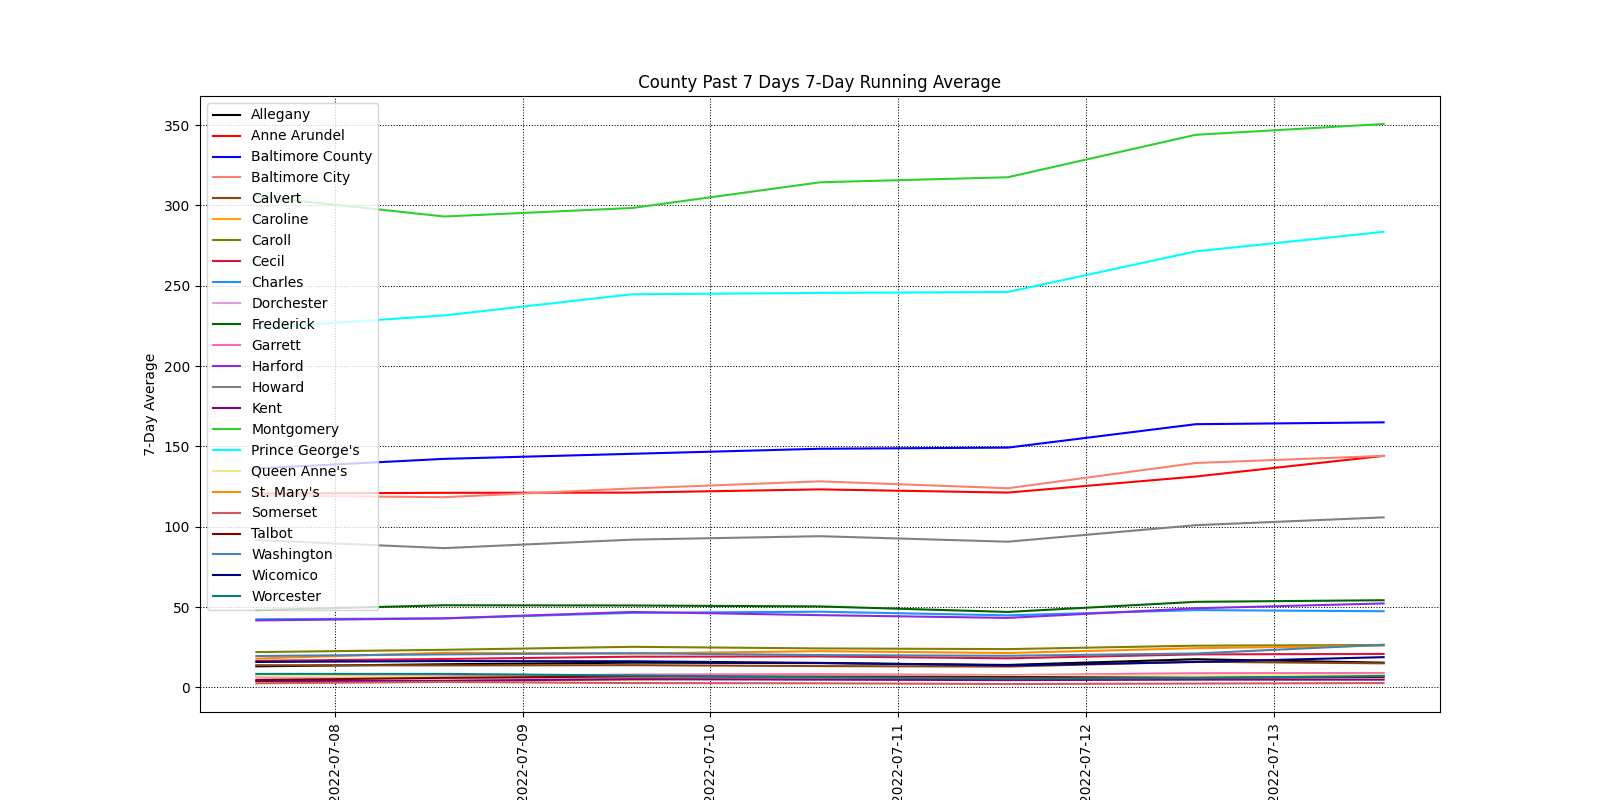 County Past 7 Days 7-Day Running Average
7-Day Average
350
300
250
200
150
100
50
0
Allegany
Anne Arundel
Baltimore County
Baltimore City
Calvert
Caroline
Caroll
Cecil
Charles
Dorchester
Frederick
Garrett
Harford
Howard
Kent
Montgomery
Prince George's
Queen Anne's
St. Mary's
Somerset
Talbot
Washington
Wicomico
Worcester
2022-07-08
2022-07-09
2022-07-10
2022-07-11
2022-07-12
2022-07-13